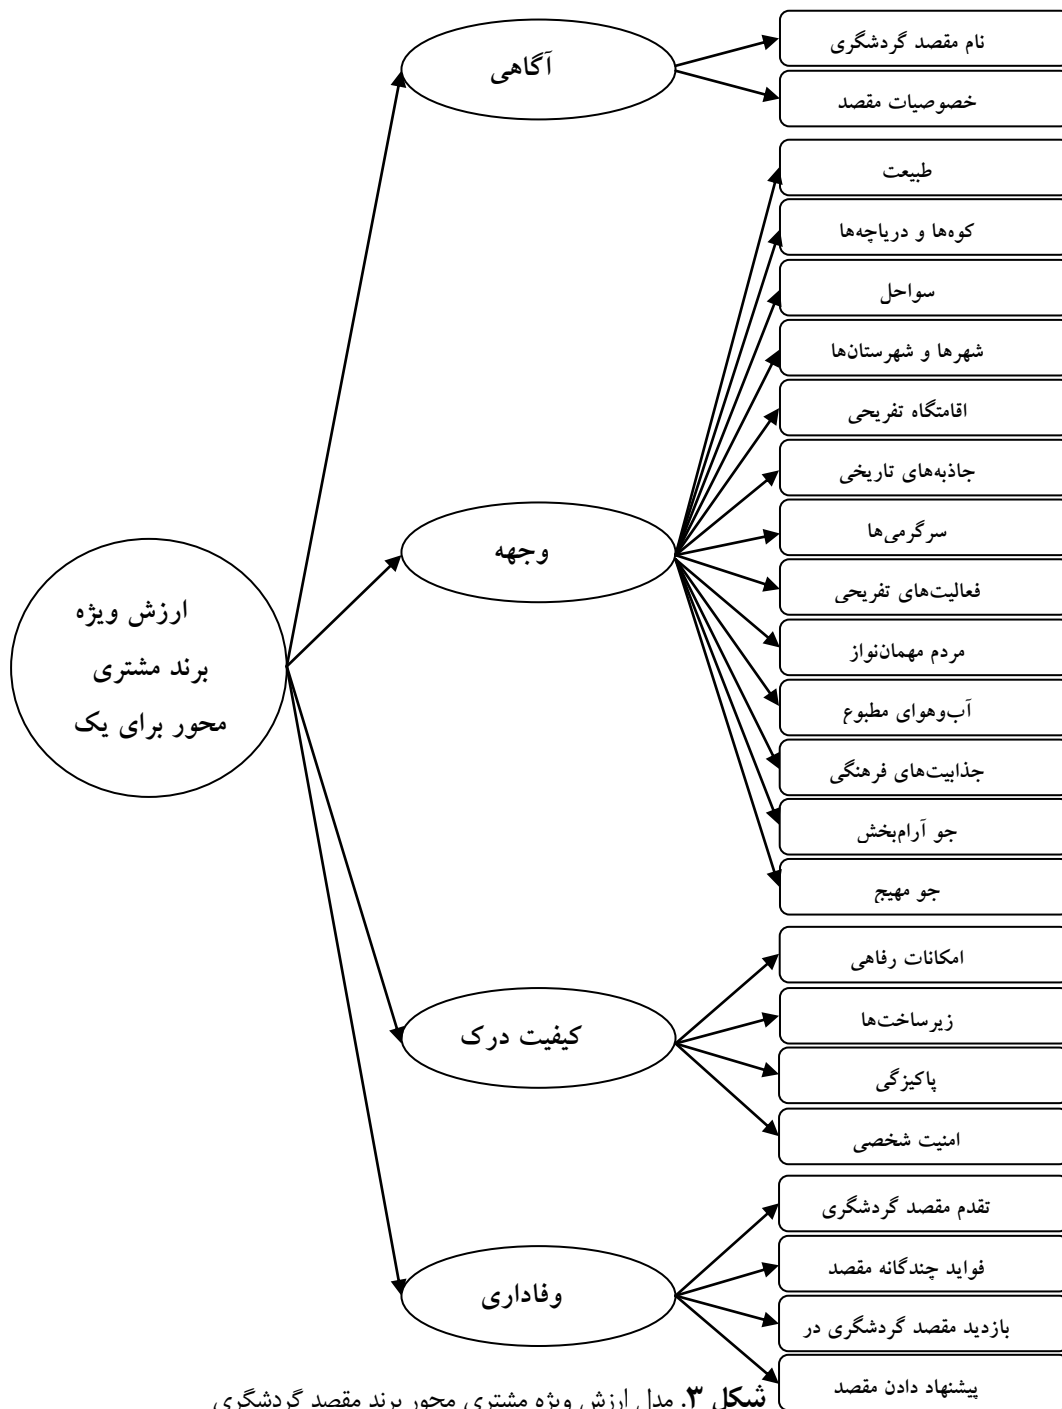 آگاهی
نام مقصد گردشگری
خصوصیات مقصد
طبیعت
کوه‌ها و دریاچه‌ها
سواحل
شهرها و شهرستان‌ها
اقامتگاه تفریحی
جاذبه‌های تاریخی
وجهه
سرگرمی‌ها
فعالیت‌های تفریحی
مردم مهمان‌نواز
آب‌وهوای مطبوع
جذابیت‌های فرهنگی
جو آرام‌بخش
جو مهیج
ارزش ویژه
برند مشتری
محور برای یک
کیفیت درک
امکانات رفاهی
زیرساخت‌ها
پاکیزگی
امنیت شخصی
وفاداری
تقدم مقصد گردشگری
فواید چندگانه مقصد
بازدید مقصد گردشگری در
پیشنهاد دادن مقصد
شکل ۳. مدل ارزش ویژه مشتری محور برند مقصد گردشگری